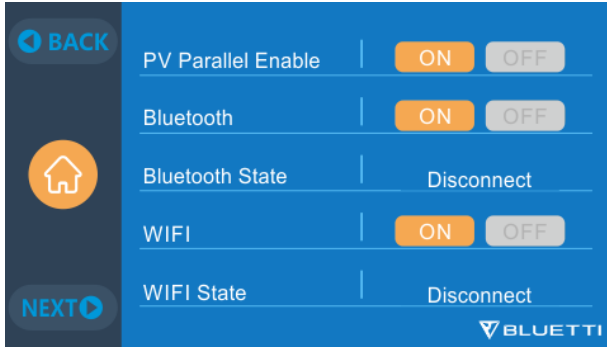 BACK
PV Parallel Enable ON OFF
Bluetooth ON OFF
Bluetooth State Disconnect
WIFI ON OFF
WIFI State Disconnect
NEXT
BLUETTI